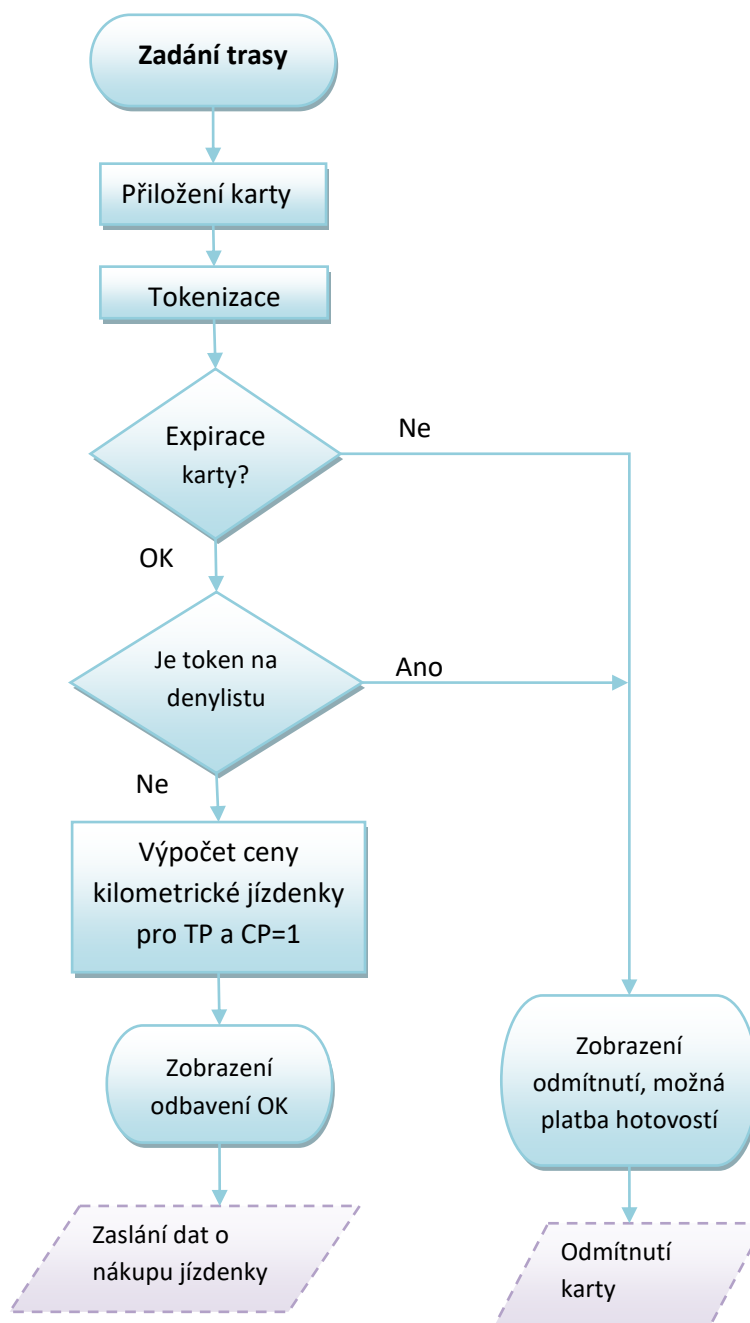 Zadání trasy
Přiložení karty
Tokenizace
Expirace
karty?
Ne
OK
Je token na
denylistu
Ano
Ne
Výpočet ceny
kilometrické jízdenky
pro TP a CP=1
Zobrazení
odbavení OK
Zobrazení
odmítnutí, možná
platba hotovostí
Zaslání dat o
nákupu jízdenky
Odmítnutí
karty